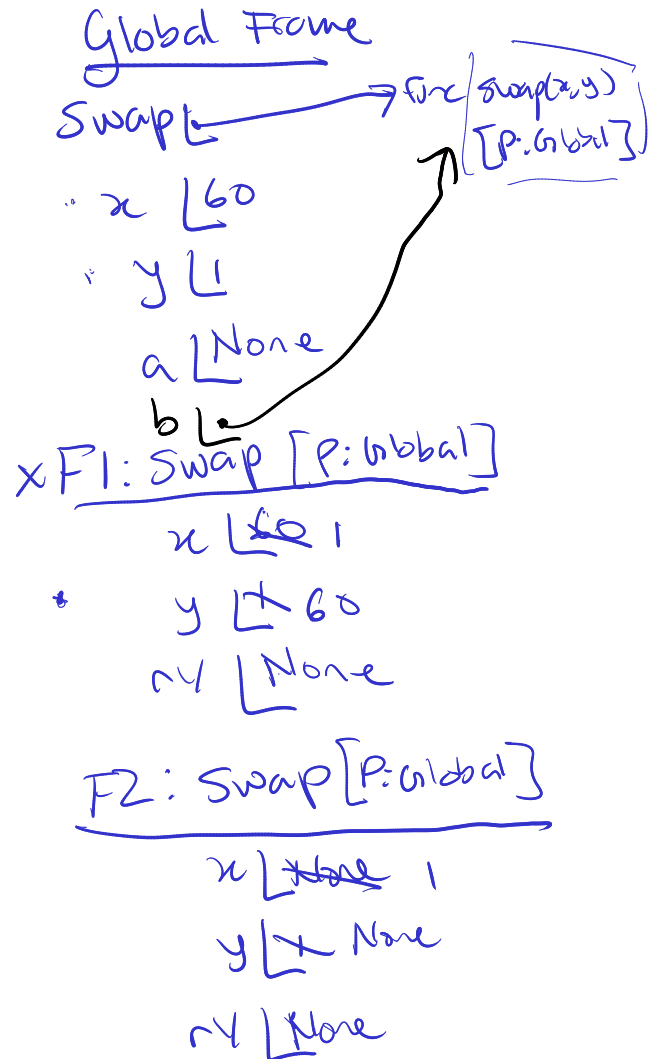 Global Frame
Swap func swap(x,y)
[P:Global]
x 60
y 1
a None
b
x F1: Swap [P:Global]
x 60 1
y 1 60
rv None
F2: Swap [P:Global]
x None 1
y 1 None
rv None